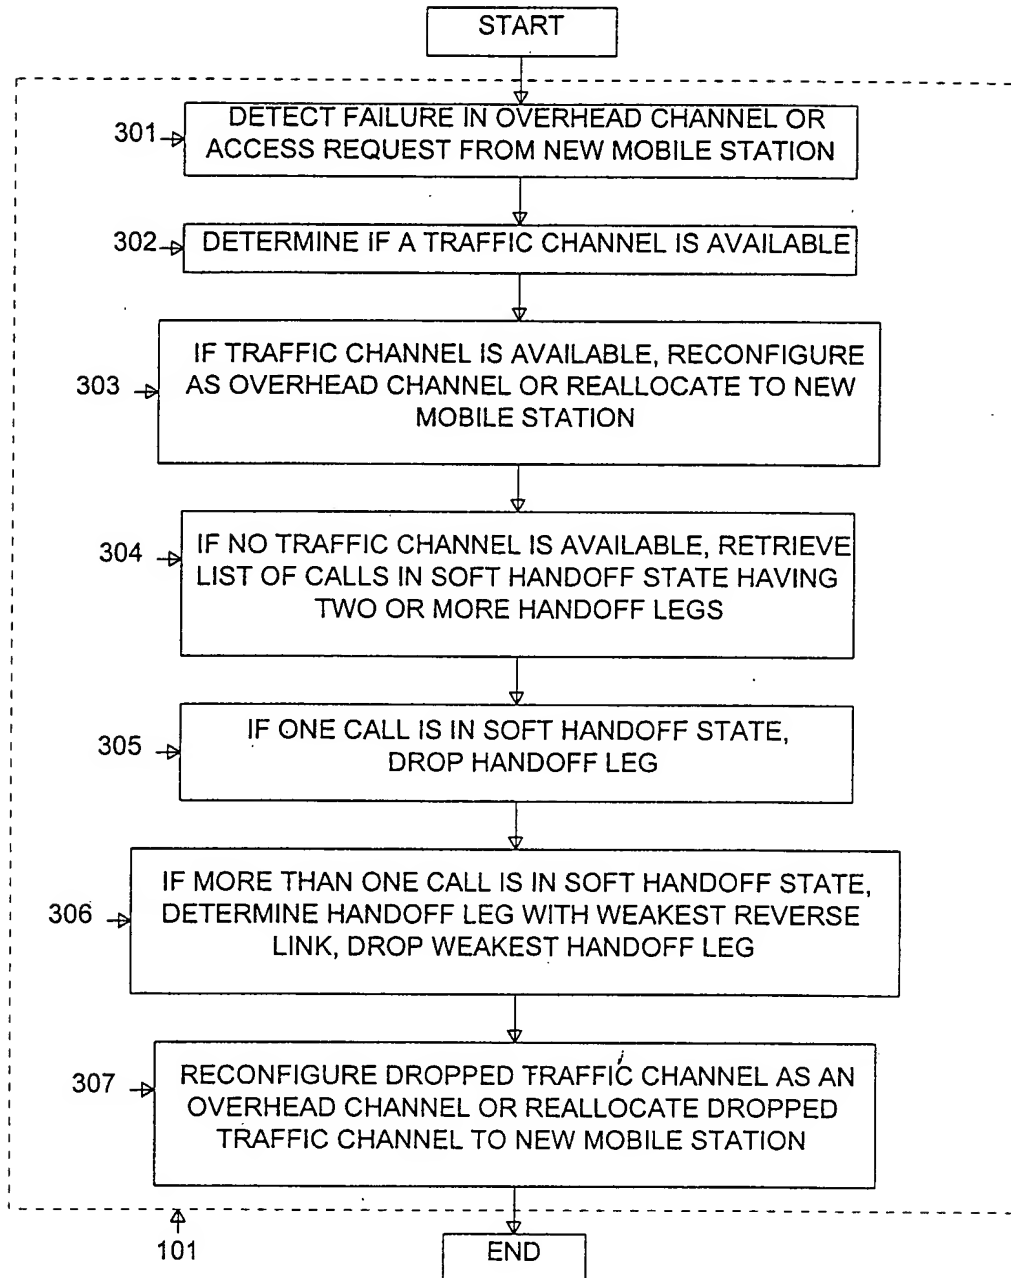 START
301
DETECT FAILURE IN OVERHEAD CHANNEL OR
ACCESS REQUEST FROM NEW MOBILE STATION
302
DETERMINE IF A TRAFFIC CHANNEL IS AVAILABLE
303
IF TRAFFIC CHANNEL IS AVAILABLE, RECONFIGURE
AS OVERHEAD CHANNEL OR REALLOCATE TO NEW
MOBILE STATION
304
IF NO TRAFFIC CHANNEL IS AVAILABLE, RETRIEVE
LIST OF CALLS IN SOFT HANDOFF STATE HAVING
TWO OR MORE HANDOFF LEGS
305
IF ONE CALL IS IN SOFT HANDOFF STATE,
DROP HANDOFF LEG
306
IF MORE THAN ONE CALL IS IN SOFT HANDOFF STATE,
DETERMINE HANDOFF LEG WITH WEAKEST REVERSE
LINK, DROP WEAKEST HANDOFF LEG
307
RECONFIGURE DROPPED TRAFFIC CHANNEL AS AN
OVERHEAD CHANNEL OR REALLOCATE DROPPED
TRAFFIC CHANNEL TO NEW MOBILE STATION
101
END